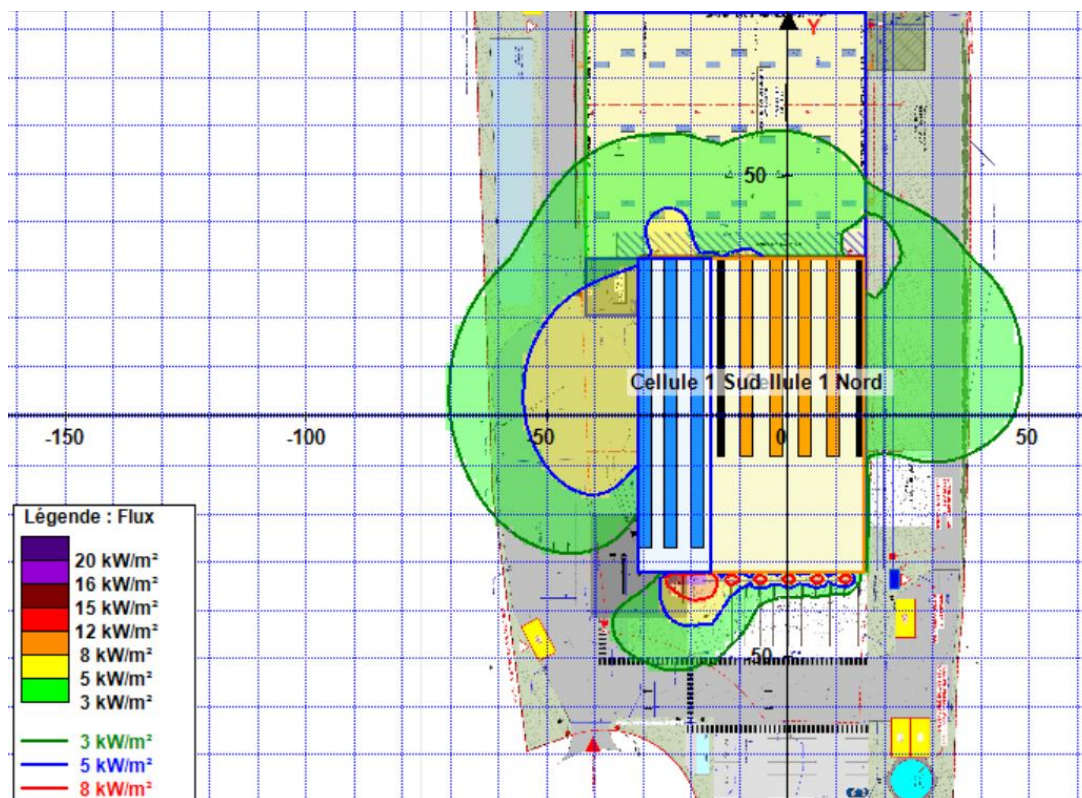 Y
50
Cellule 1 Sud
Cellule 1 Nord
-150
-100
-50
0
50
-50
Légende : Flux
20 kW/m²
16 kW/m²
15 kW/m²
12 kW/m²
8 kW/m²
5 kW/m²
3 kW/m²
3 kW/m²
5 kW/m²
8 kW/m²